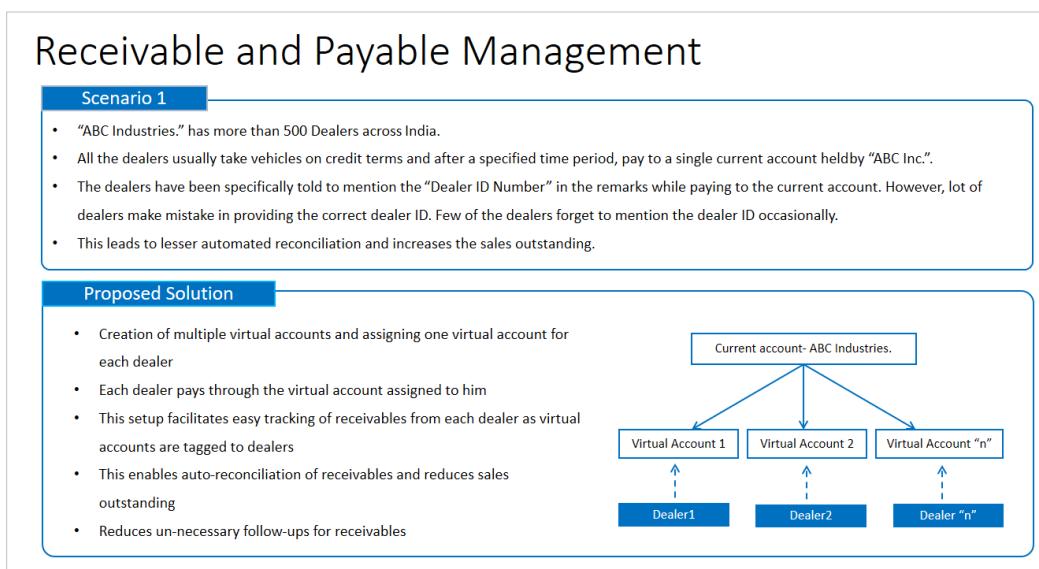 Receivable and Payable Management
Scenario 1
• “ABC Industries.” has more than 500 Dealers across India.
• All the dealers usually take vehicles on credit terms and after a specified time period, pay to a single current account heldby “ABC Inc.”.
• The dealers have been specifically told to mention the “Dealer ID Number” in the remarks while paying to the current account. However, lot of
dealers make mistake in providing the correct dealer ID. Few of the dealers forget to mention the dealer ID occasionally.
• This leads to lesser automated reconciliation and increases the sales outstanding.
Proposed Solution
• Creation of multiple virtual accounts and assigning one virtual account for
each dealer
• Each dealer pays through the virtual account assigned to him
• This setup facilitates easy tracking of receivables from each dealer as virtual
accounts are tagged to dealers
• This enables auto-reconciliation of receivables and reduces sales
outstanding
• Reduces un-necessary follow-ups for receivables
Current account- ABC Industries.
Virtual Account 1
Virtual Account 2
Virtual Account “n”
Dealer1
Dealer2
Dealer “n”